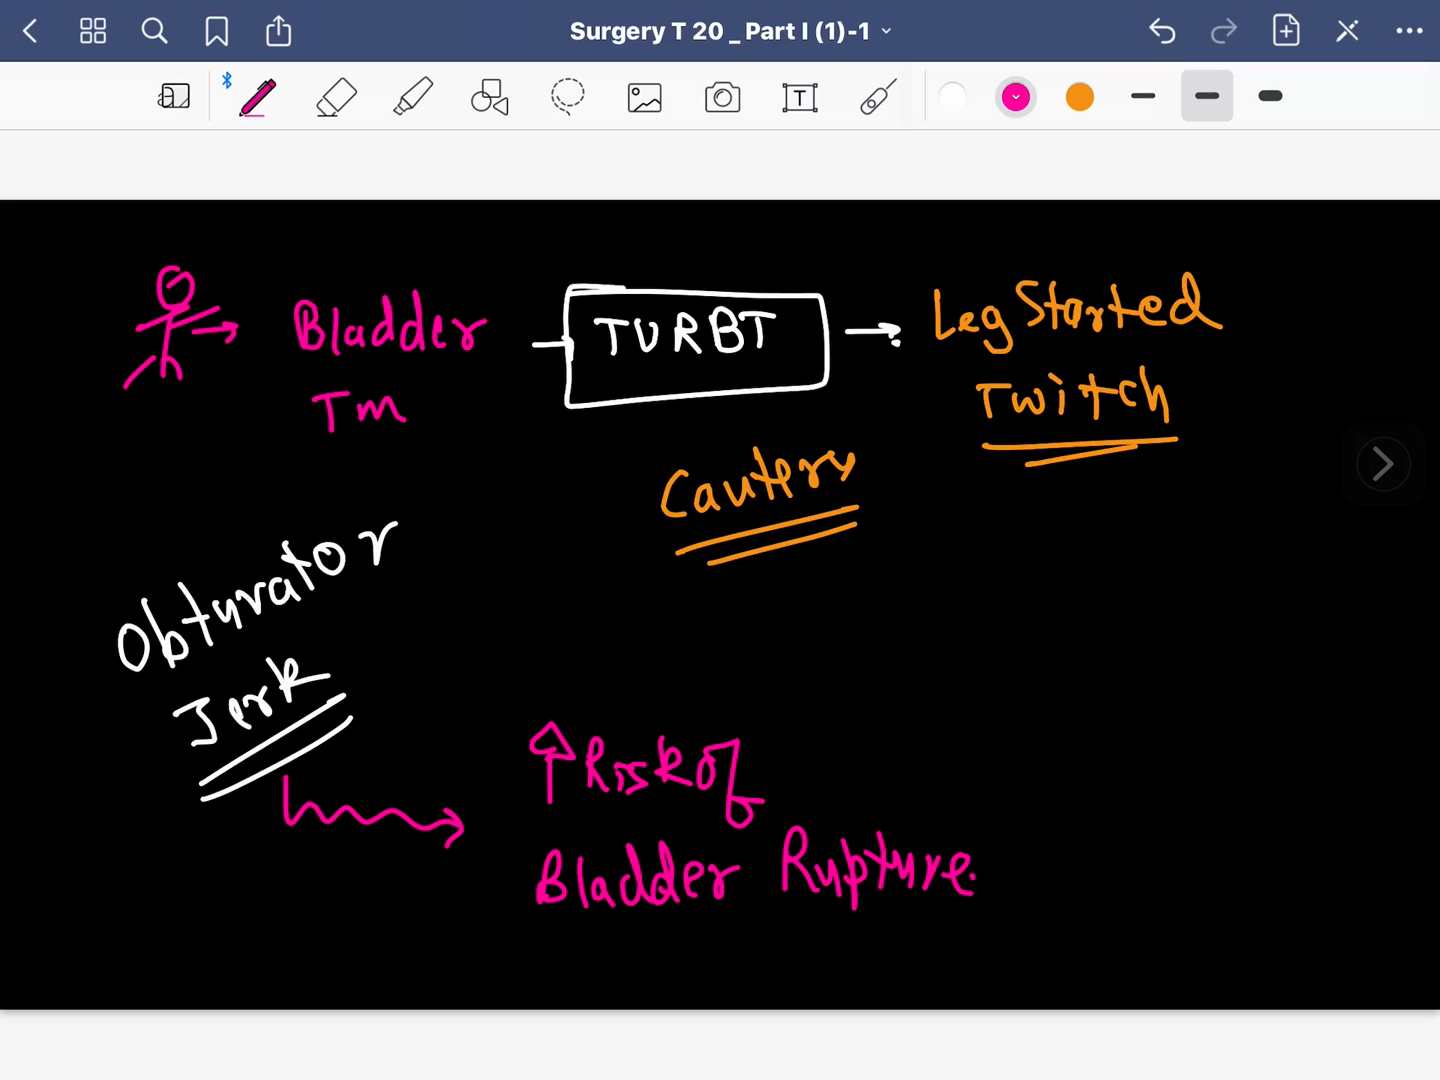 Surgery T 20 _ Part I (1)-1
T
Bladder
Tm
TURBT
Leg Started
Twitch
Cautery
Obturator
Jerk
↑ Risk of
Bladder Rupture.